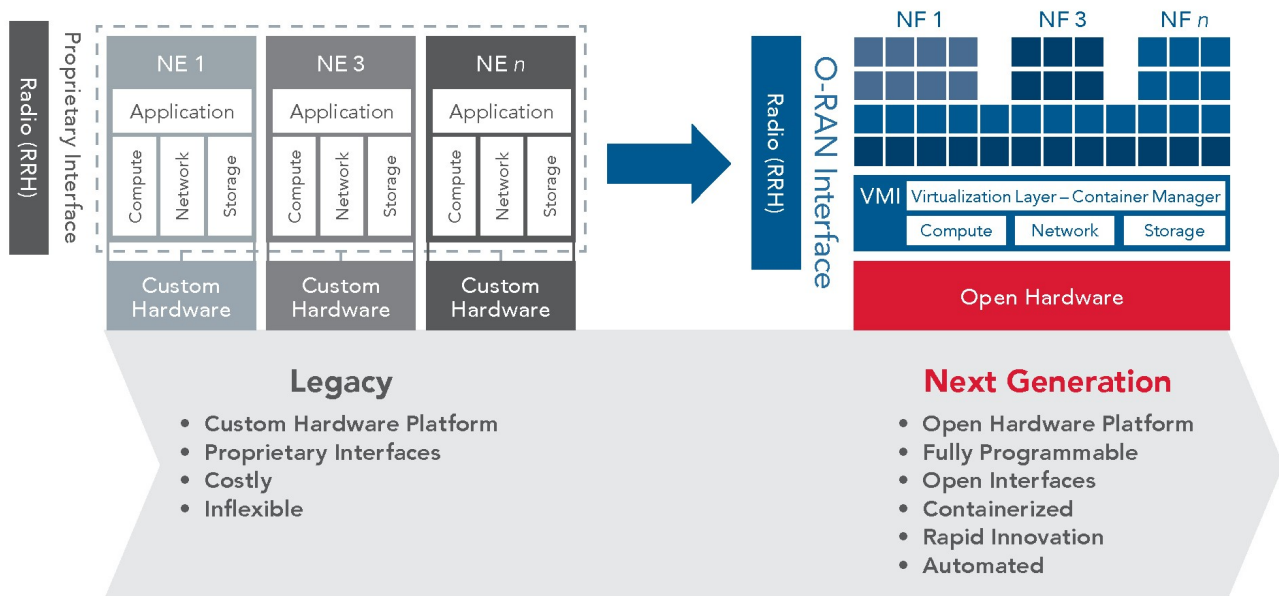 Radio (RRH)
Proprietary Interface
NE 1
Application
Compute
Network
Storage
Custom
Hardware
NE 3
Application
Compute
Network
Storage
Custom
Hardware
NE n
Application
Compute
Network
Storage
Custom
Hardware
Radio (RRH)
O-RAN Interface
NF 1
NF 3
NF n
VMI
Virtualization Layer – Container Manager
Compute
Network
Storage
Open Hardware
Legacy
• Custom Hardware Platform
• Proprietary Interfaces
• Costly
• Inflexible
Next Generation
• Open Hardware Platform
• Fully Programmable
• Open Interfaces
• Containerized
• Rapid Innovation
• Automated